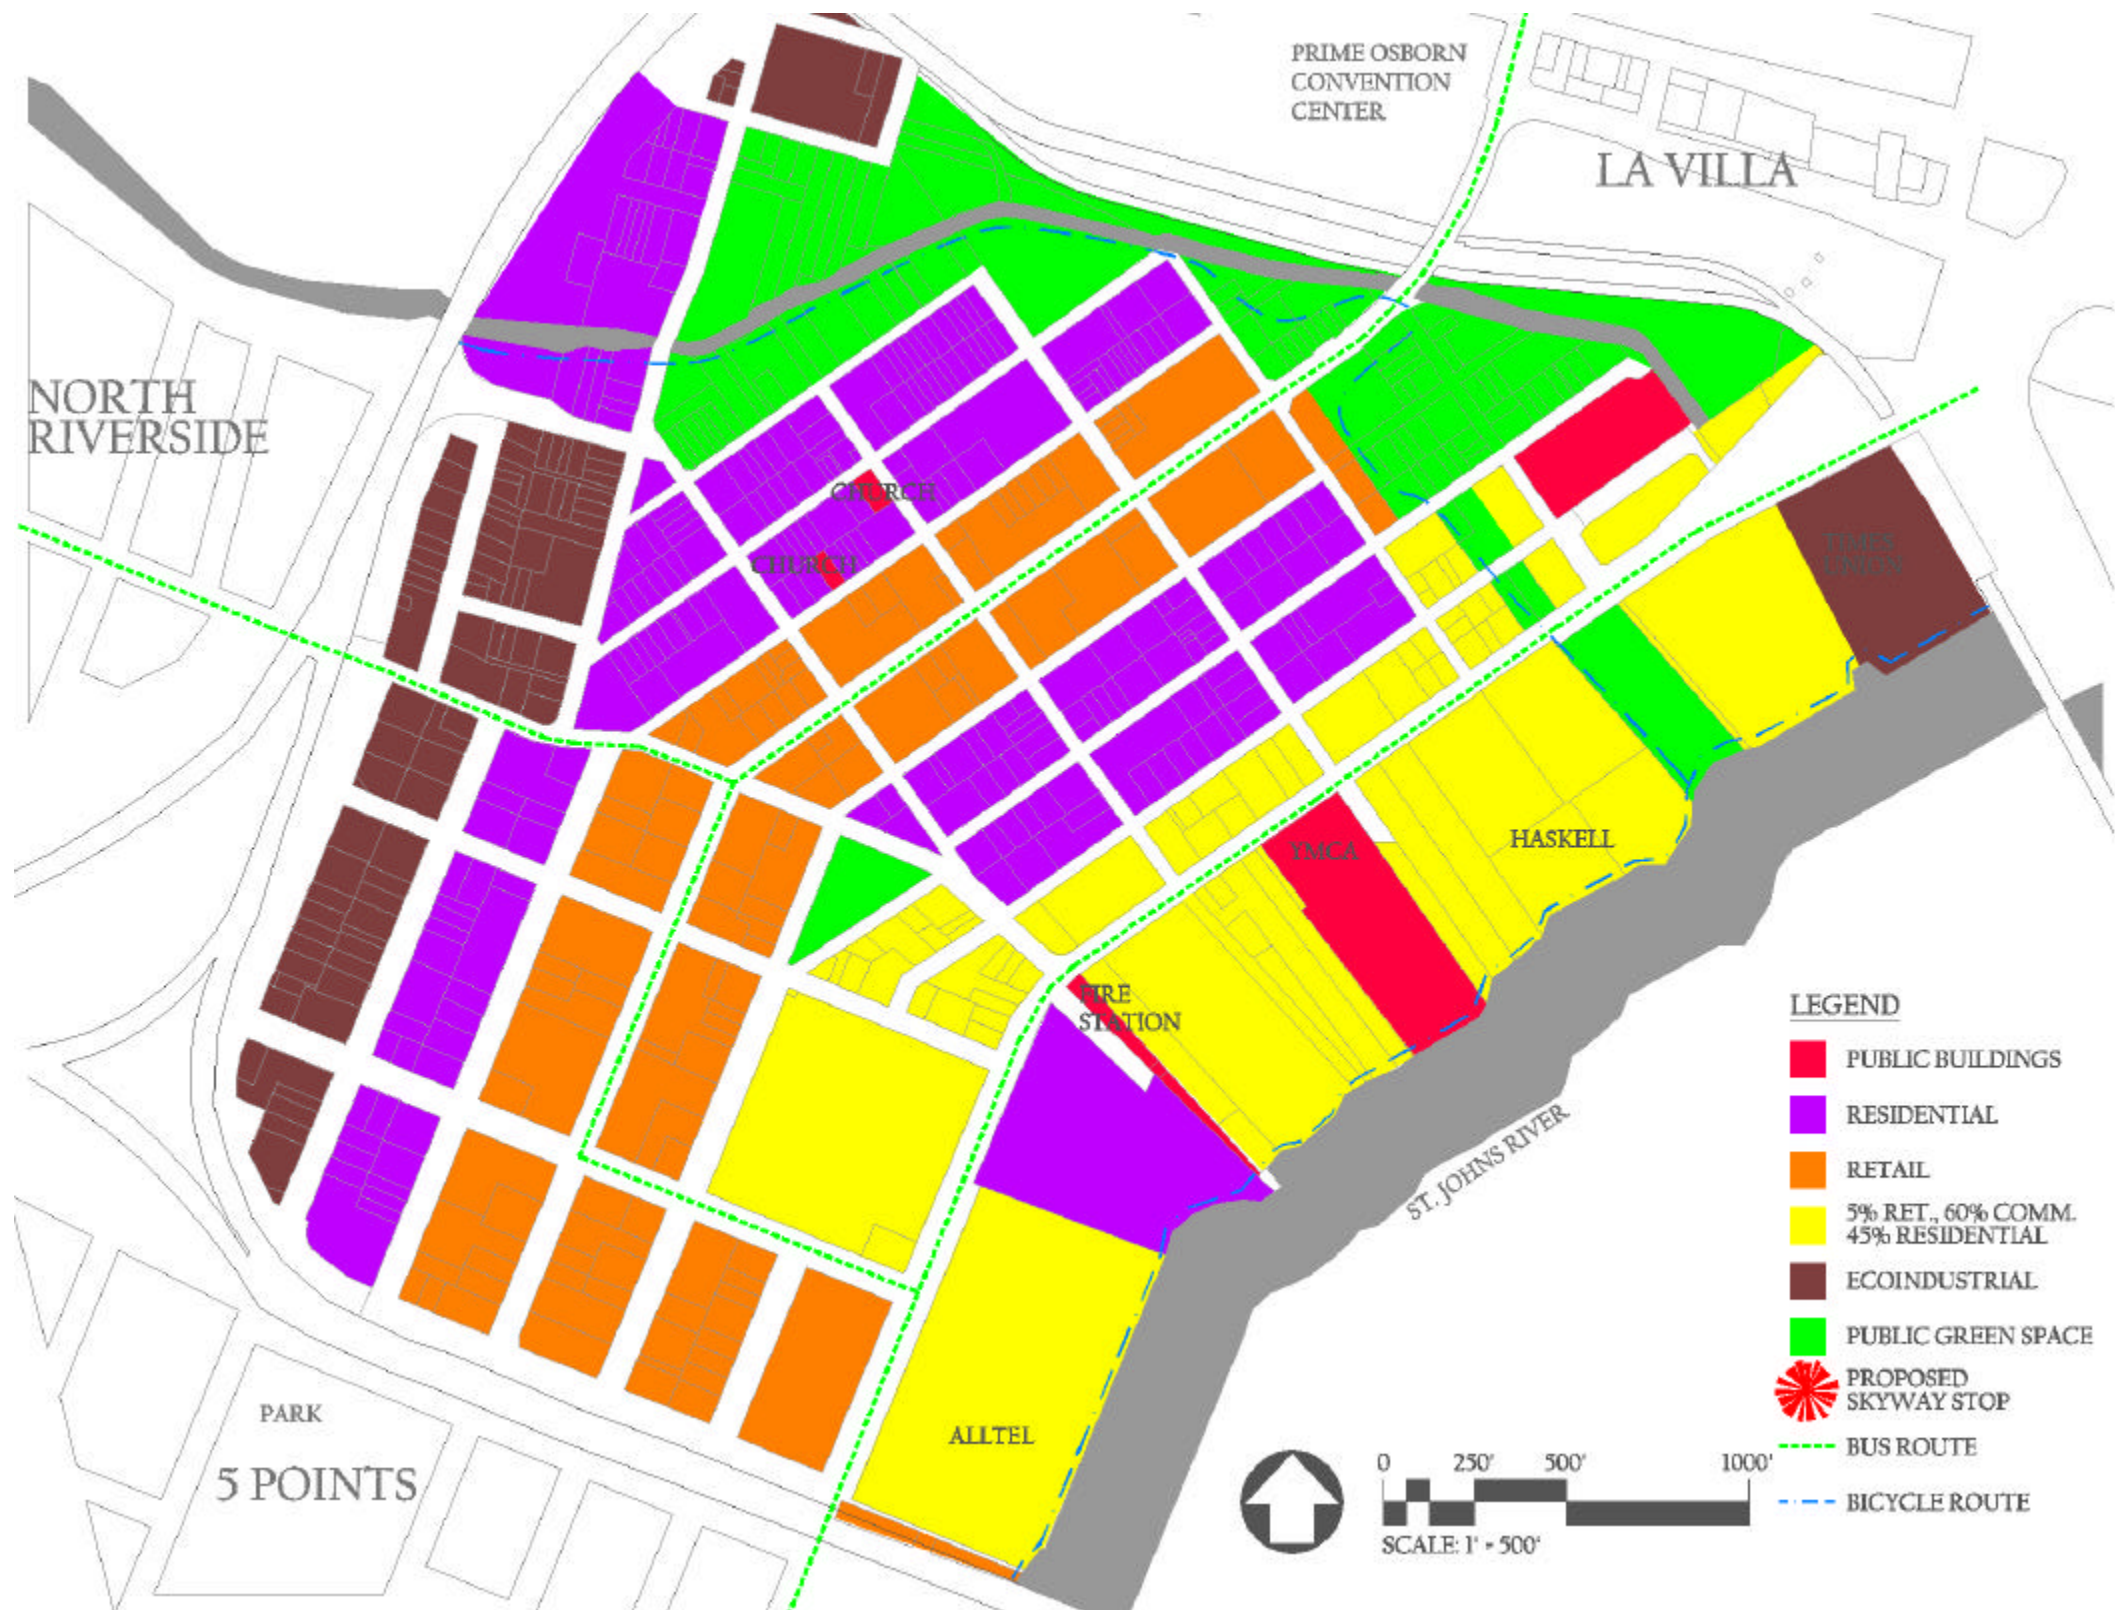 PRIME OSBORN
CONVENTION
CENTER
LA VILLA
NORTH
RIVERSIDE
CHURCH
CHURCH
TIMES
UNION
YMCA
HASKELL
FIRE
STATION
ST. JOHNS RIVER
ALLTEL
PARK
5 POINTS
LEGEND
PUBLIC BUILDINGS
RESIDENTIAL
RETAIL
5% RET., 60% COMM.
45% RESIDENTIAL
ECOINDUSTRIAL
PUBLIC GREEN SPACE
PROPOSED
SKYWAY STOP
BUS ROUTE
BICYCLE ROUTE
0 250' 500' 1000'
SCALE: 1' = 500'